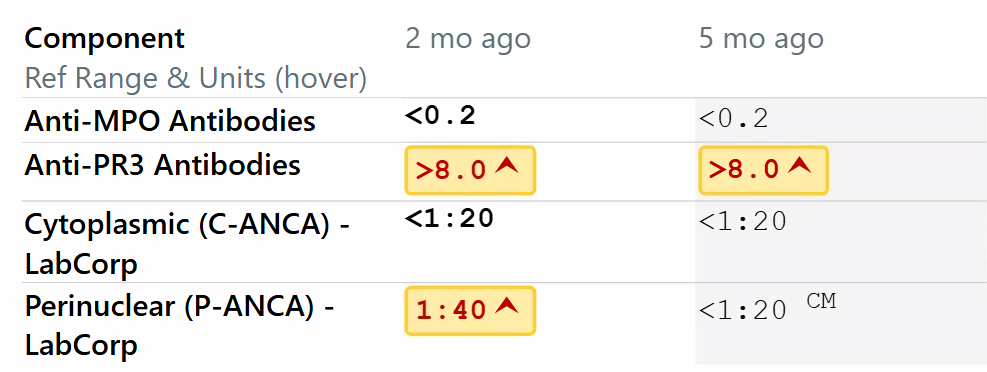 Component 2 mo ago 5 mo ago
Ref Range & Units (hover)
Anti-MPO Antibodies <0.2 <0.2
Anti-PR3 Antibodies >8.0 >8.0
Cytoplasmic (C-ANCA) - <1:20 <1:20
LabCorp
Perinuclear (P-ANCA) - 1:40 <1:20 CM
LabCorp